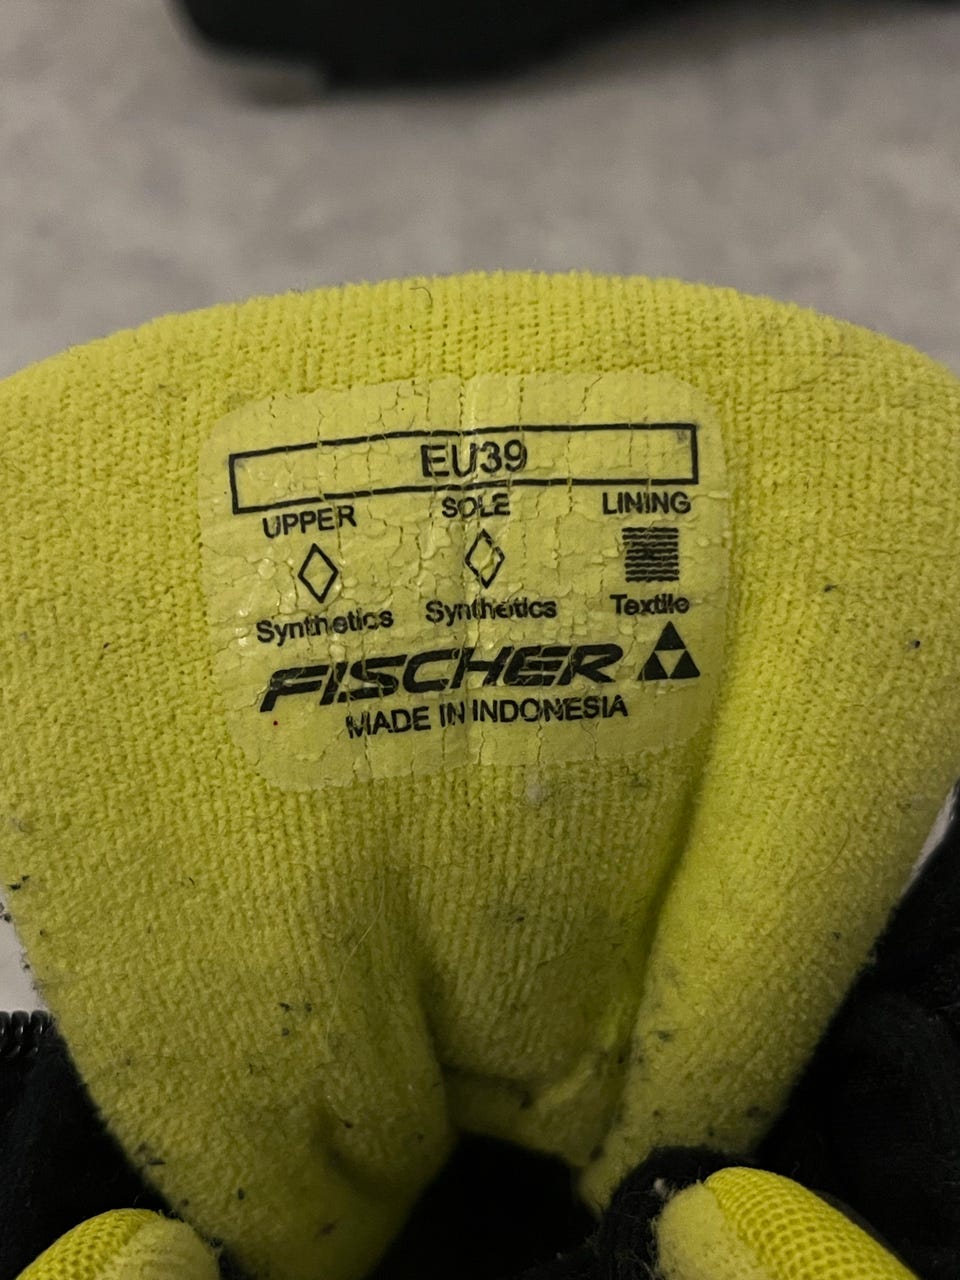 EU39
UPPER SOLE LINING
Synthetics Synthetics Textile
FISCHER
MADE IN INDONESIA